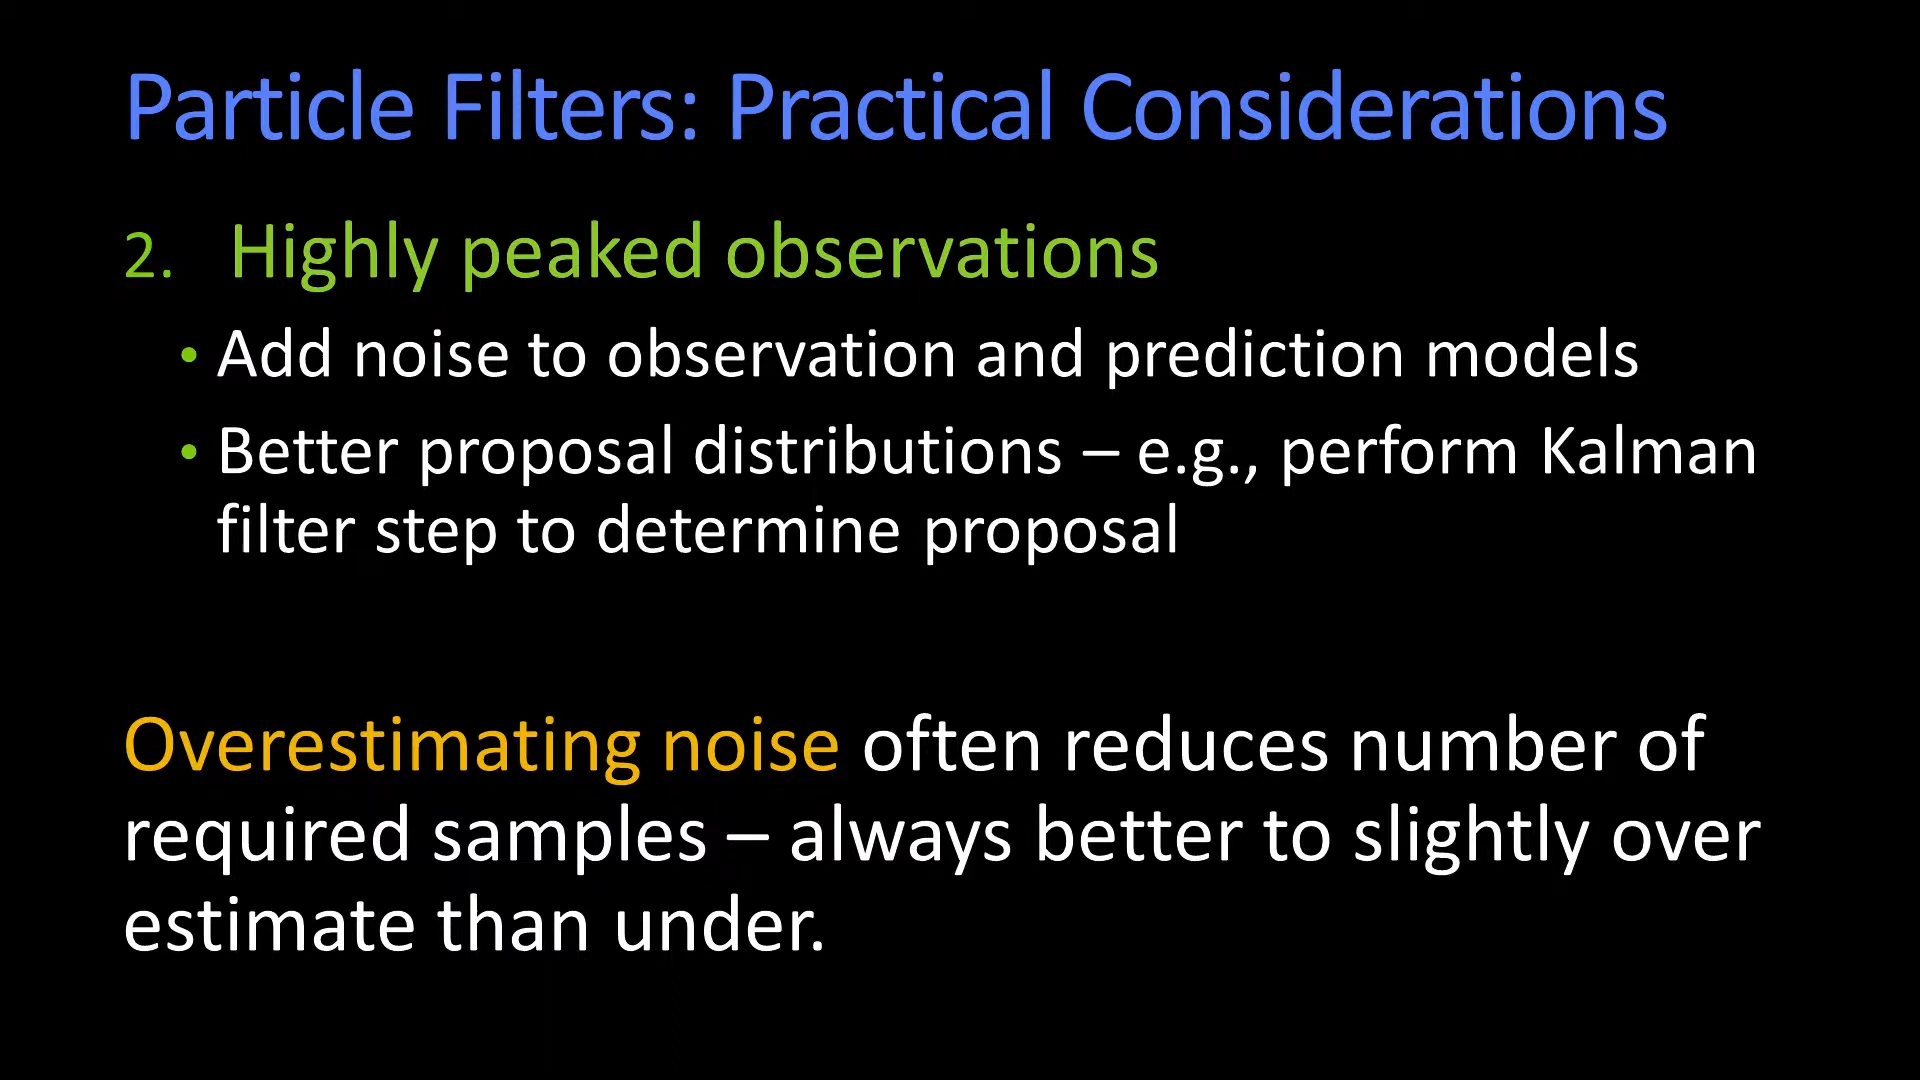 Particle Filters: Practical Considerations
2. Highly peaked observations
• Add noise to observation and prediction models
• Better proposal distributions – e.g., perform Kalman
filter step to determine proposal
Overestimating noise often reduces number of
required samples – always better to slightly over
estimate than under.